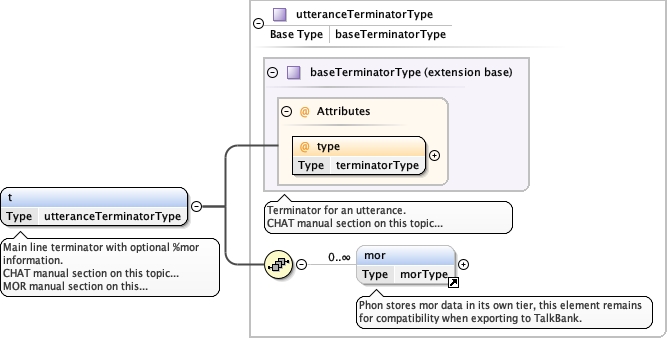 utteranceTerminatorType
Base Type baseTerminatorType
baseTerminatorType (extension base)
@ Attributes
@ type
Type terminatorType
Terminator for an utterance.
CHAT manual section on this topic...
t
Type utteranceTerminatorType
Main line terminator with optional %mor
information.
CHAT manual section on this topic...
MOR manual section on this...
0..∞
mor
Type morType
Phon stores mor data in its own tier, this element remains
for compatibility when exporting to TalkBank.